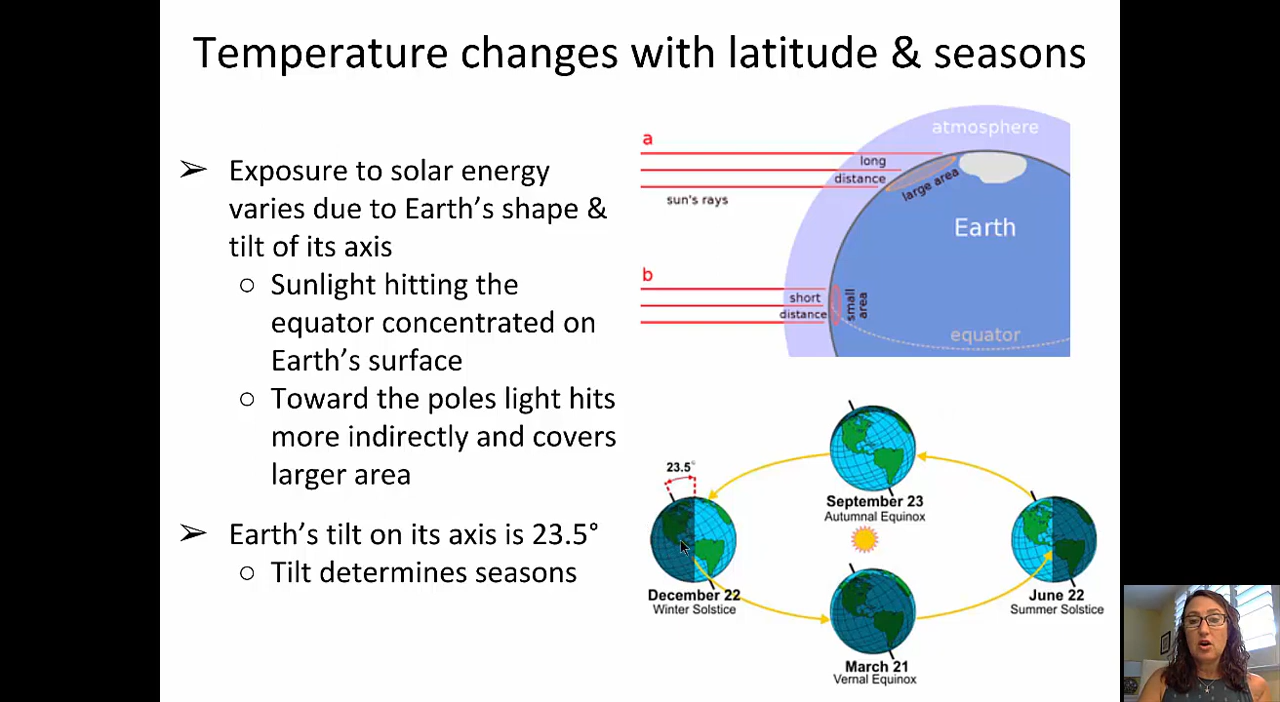 Temperature changes with latitude & seasons
➢ Exposure to solar energy
varies due to Earth's shape &
tilt of its axis
○ Sunlight hitting the
equator concentrated on
Earth's surface
○ Toward the poles light hits
more indirectly and covers
larger area
➢ Earth's tilt on its axis is 23.5°
○ Tilt determines seasons
atmosphere
a
long
distance
large area
sun's rays
Earth
b
short
distance
small
area
equator
23.5°
September 23
Autumnal Equinox
December 22
Winter Solstice
June 22
Summer Solstice
March 21
Vernal Equinox